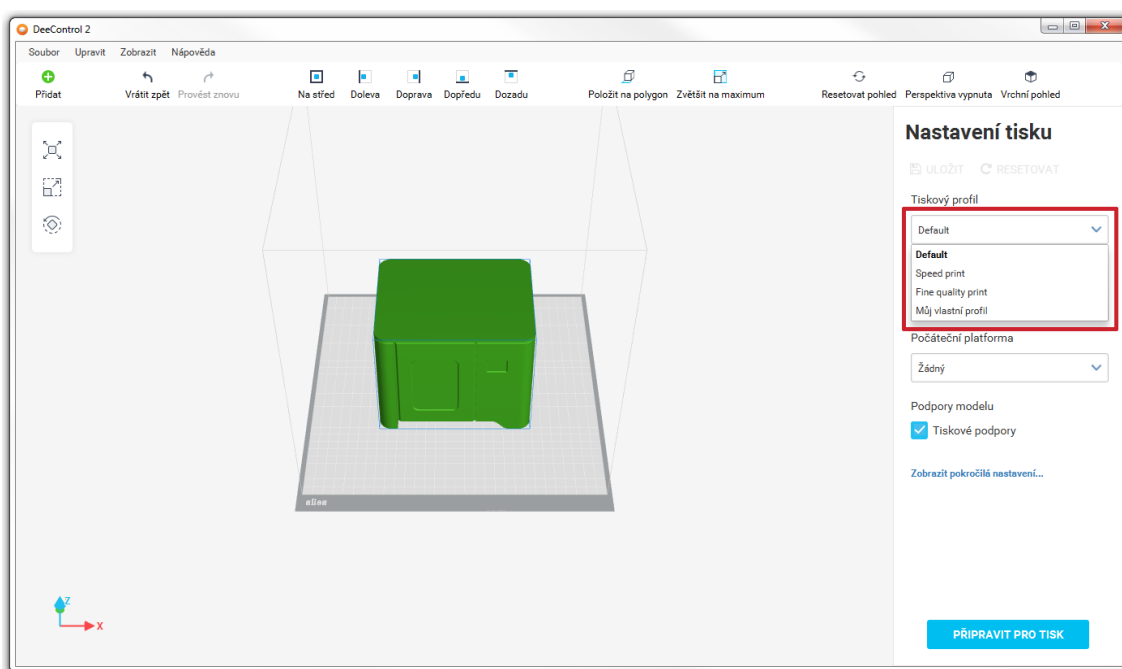 DeeControl 2
Soubor Upravit Zobrazit Nápověda
Přidat Vrátit zpět Provést znovu Na střed Doleva Doprava Dopředu Dozadu Položit na polygon Zvětšit na maximum Resetovat pohled Perspektiva vypnuta Vrchní pohled
Nastavení tisku
ULOŽIT RESETOVAT
Tiskový profil
Default
Default
Speed print
Fine quality print
Můj vlastní profil
Počáteční platforma
Žádný
Podpory modelu
Tiskové podpory
Zobrazit pokročilá nastavení...
Z
X
PŘIPRAVIT PRO TISK